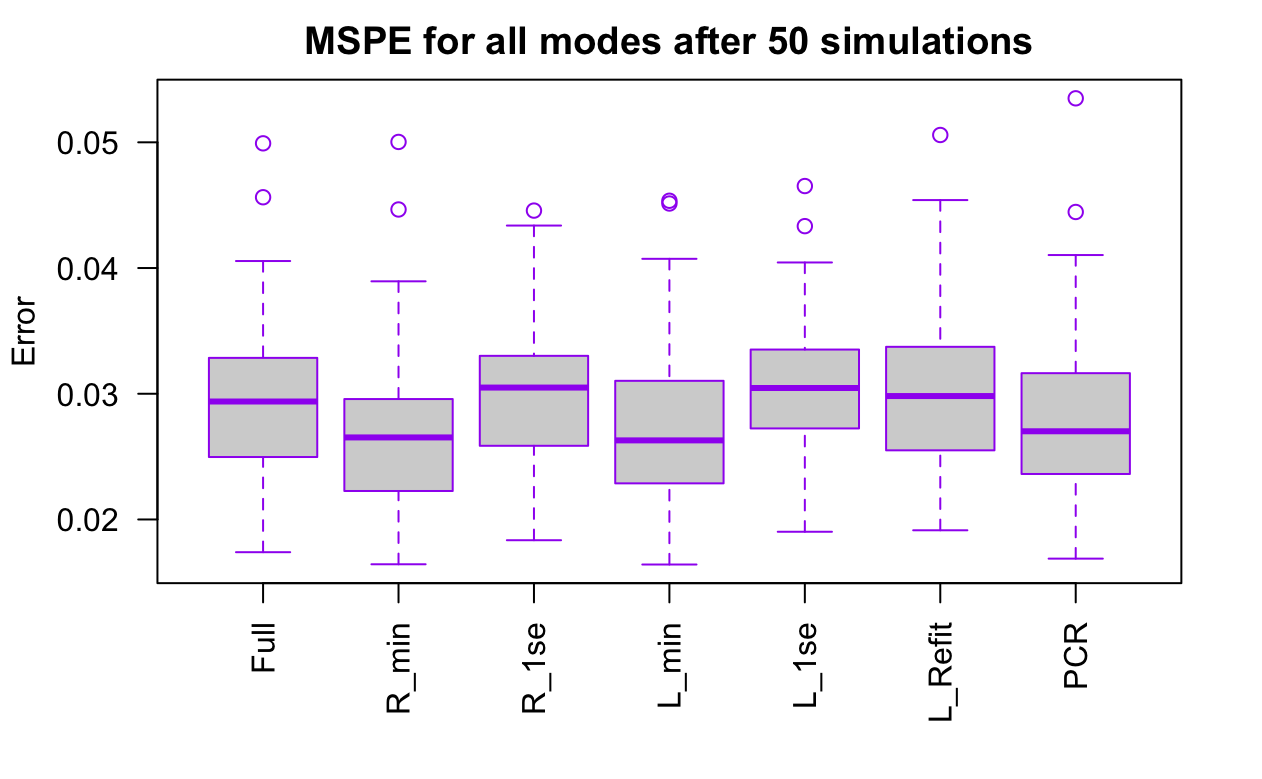 MSPE for all modes after 50 simulations
Error
0.05
0.04
0.03
0.02
Full
R_min
R_1se
L_min
L_1se
L_Refit
PCR